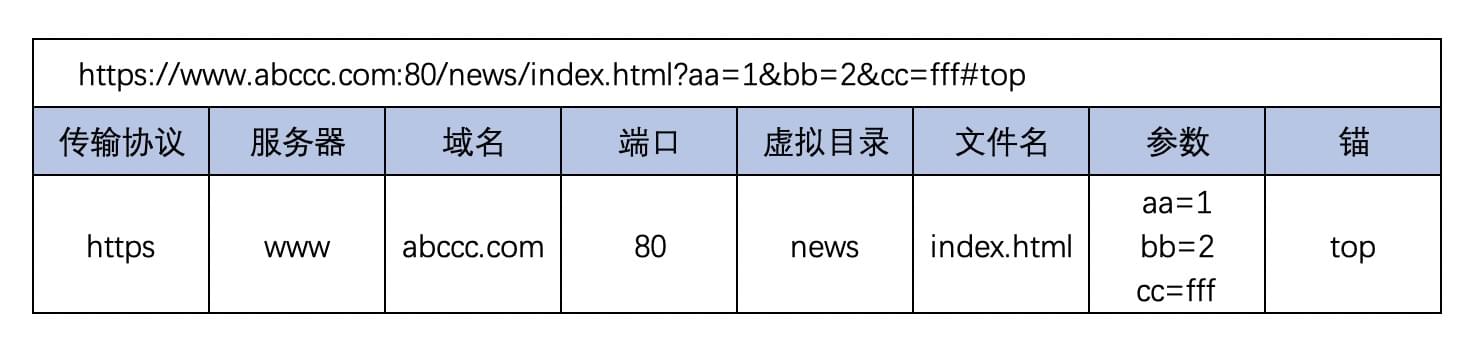 https://www.abccc.com:80/news/index.html?aa=1&bb=2&cc=fff#top
传输协议 服务器 域名 端口 虚拟目录 文件名 参数 锚
https www abccc.com 80 news index.html aa=1
bb=2
cc=fff
top